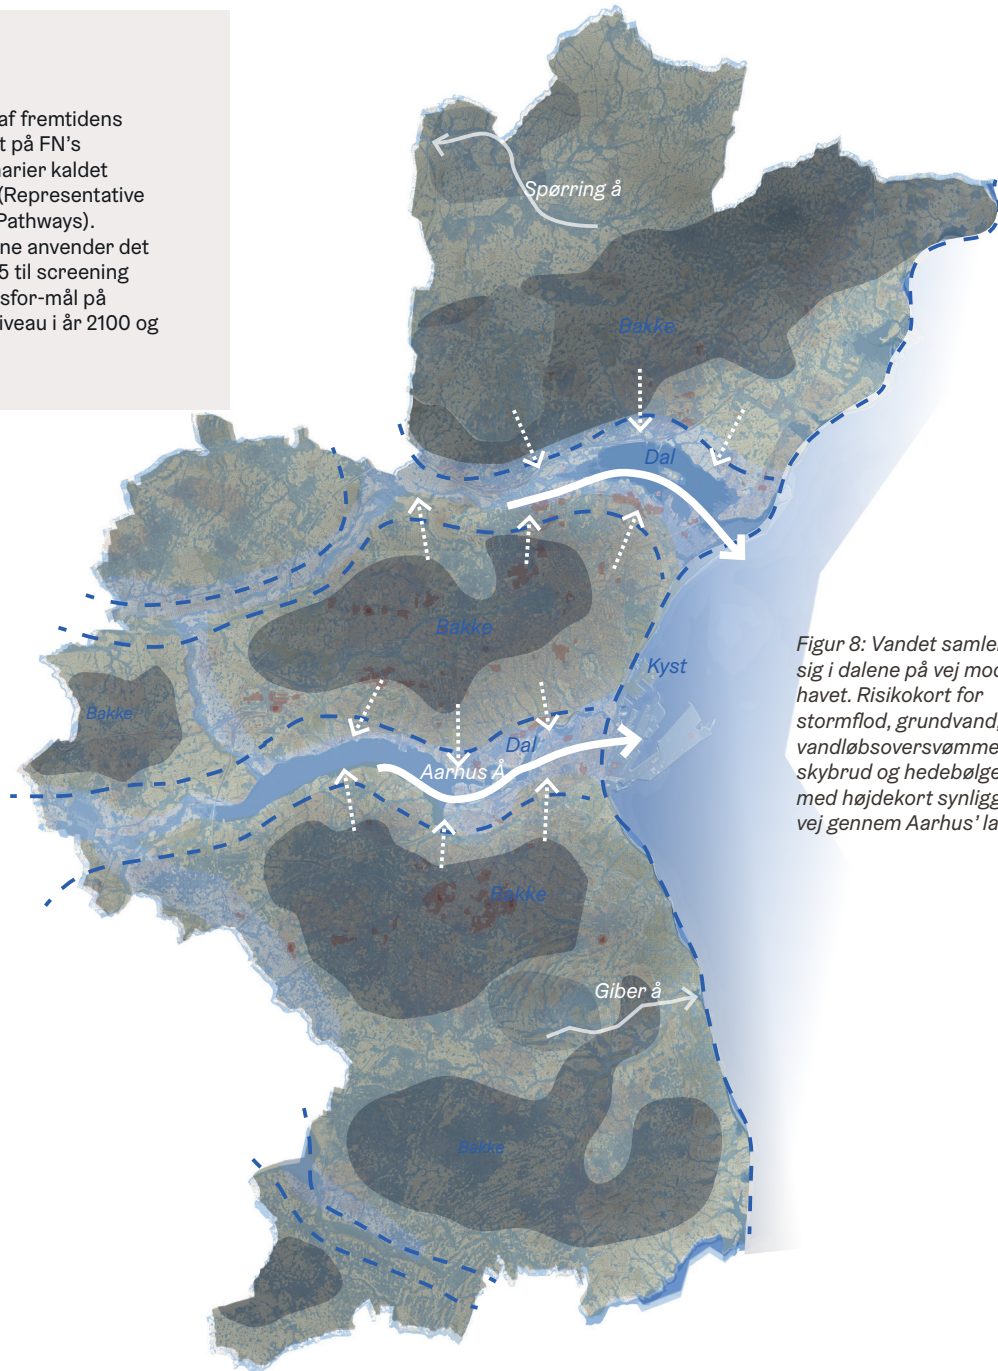 af fremtidens
t på FN's
narier kaldet
(Representative
Pathways).
ne anvender det
5 til screening
sfor-mål på
iveau i år 2100 og
Spørring å
Bakke
Dal
Bakke
Kyst
Figur 8: Vandet samle
sig i dalene på vej mod
havet. Risikokort for
stormflod, grundvand,
vandløbsoversvømme
skybrud og hedebølge
med højdekort synligg
vej gennem Aarhus' la
Bakke
Dal
Aarhus Å
Bakke
Giber å
Bakke